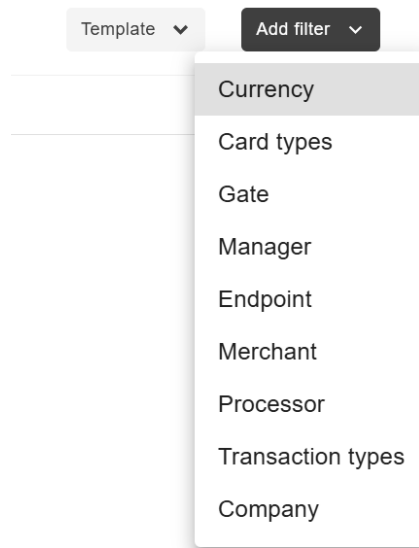 Template
Add filter
Currency
Card types
Gate
Manager
Endpoint
Merchant
Processor
Transaction types
Company